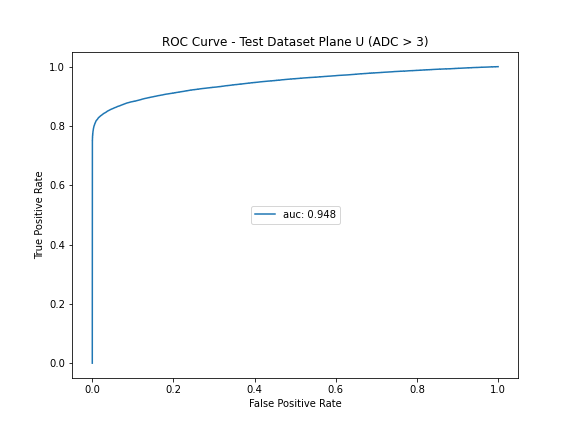 ROC Curve - Test Dataset Plane U (ADC > 3)
1.0
0.8
0.6
0.4
0.2
0.0
True Positive Rate
auc: 0.948
0.0 0.2 0.4 0.6 0.8 1.0
False Positive Rate